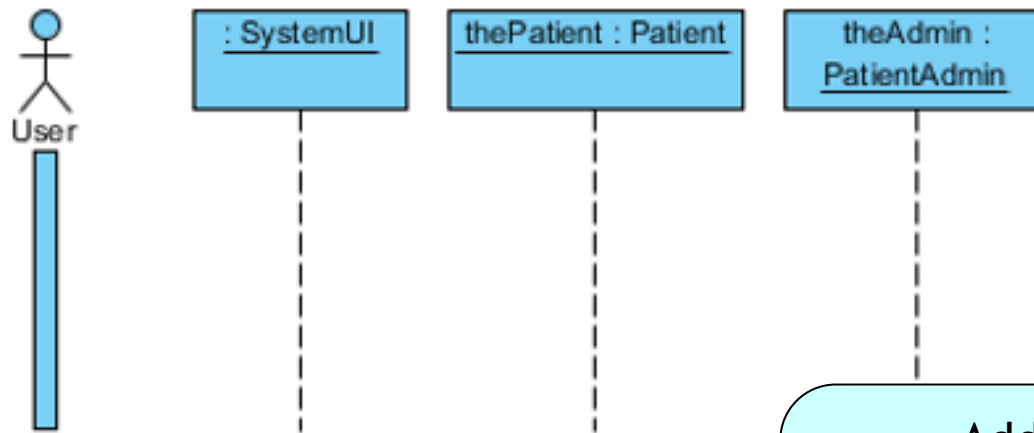 : SystemUI
thePatient : Patient
theAdmin :
PatientAdmin
User